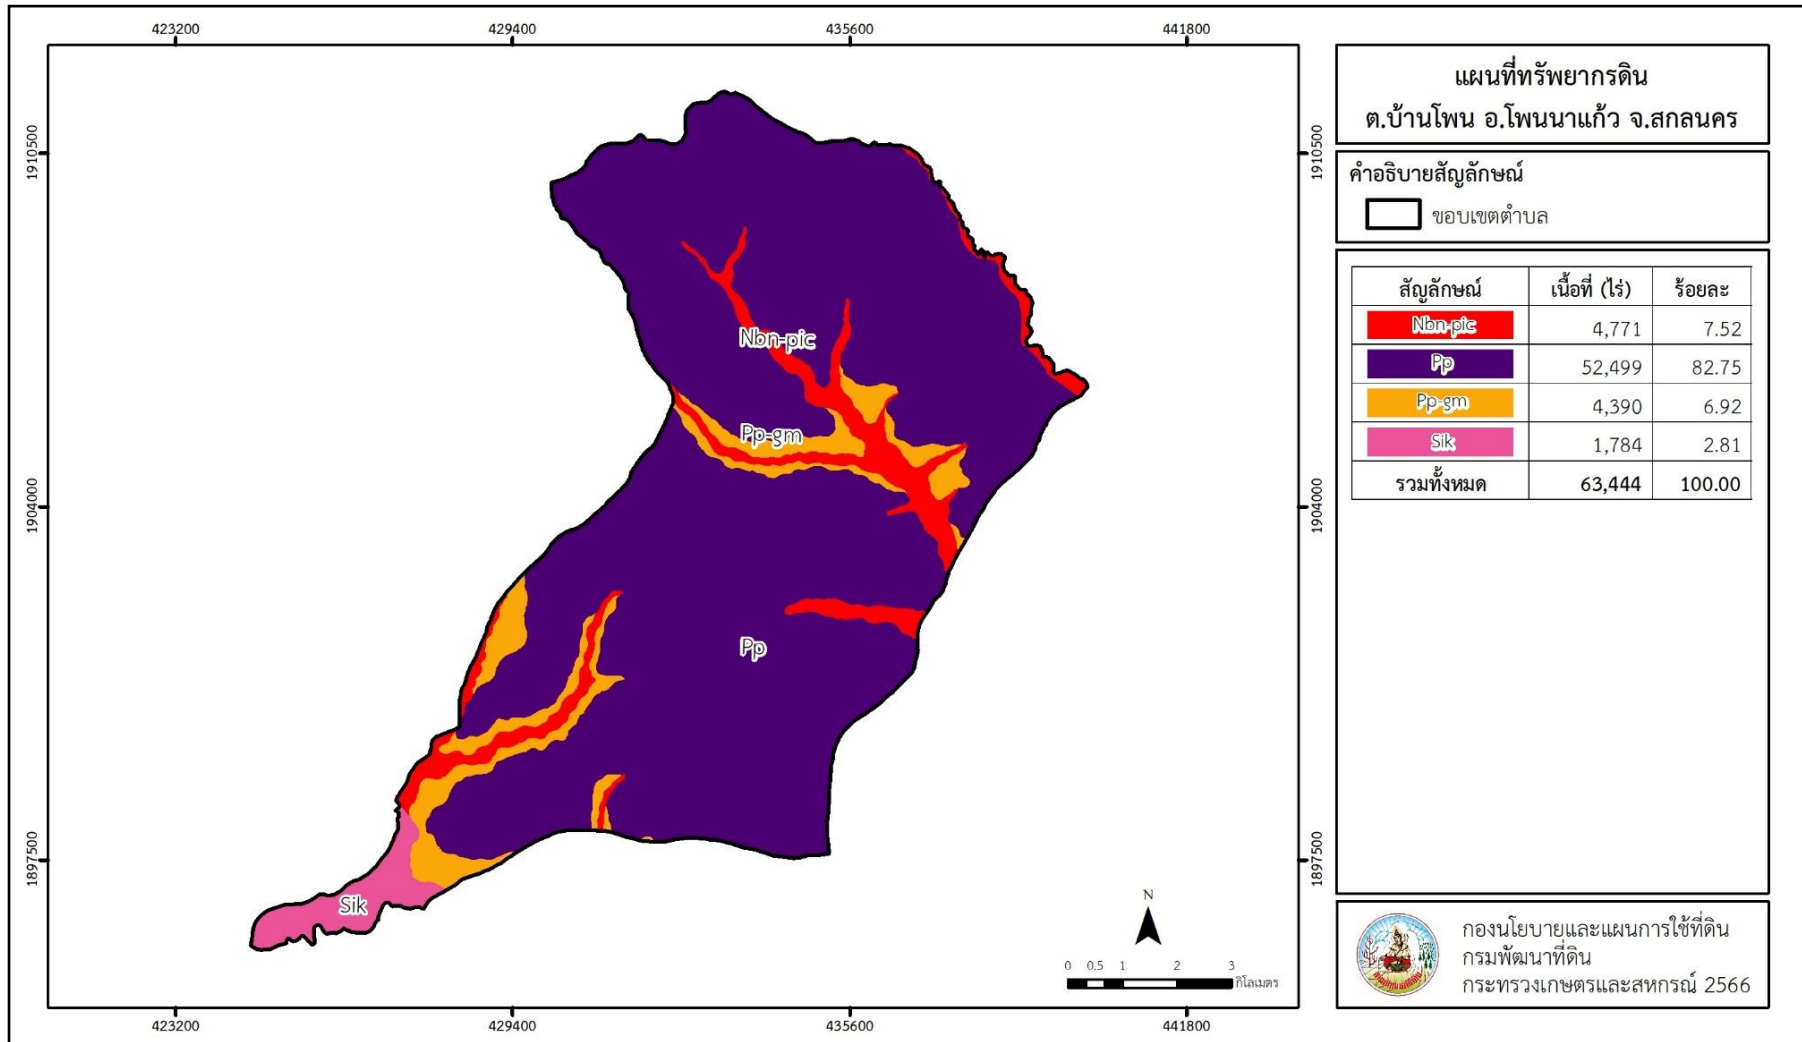 423200 429400 435600 441800
แผนที่ทรัพยากรดิน
ต.บ้านโพน อ.โพนนาแก้ว จ.สกลนคร
คำอธิบายสัญลักษณ์
ขอบเขตตำบล
สัญลักษณ์ เนื้อที่ (ไร่) ร้อยละ
Nbn-pic 4,771 7.52
Pp 52,499 82.75
Pp-gm 4,390 6.92
Sik 1,784 2.81
รวมทั้งหมด 63,444 100.00
1910500 1910500
Nbn-pic
Pp-gm
1904000 1904000
Pp
1897500 1897500
Sik
N
0 0.5 1 2 3
กิโลเมตร
กองนโยบายและแผนการใช้ที่ดิน
กรมพัฒนาที่ดิน
กระทรวงเกษตรและสหกรณ์ 2566
423200 429400 435600 441800